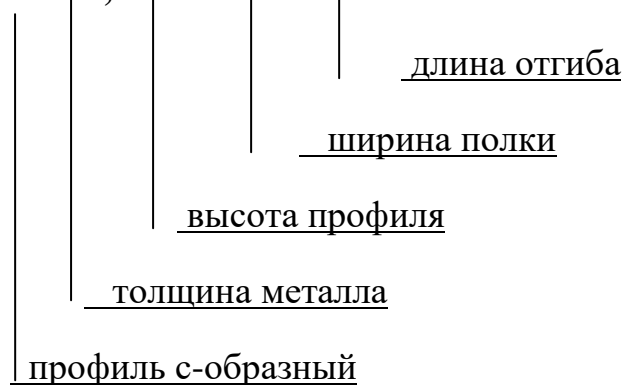 длина отгиба
ширина полки
высота профиля
толщина металла
профиль с-образный